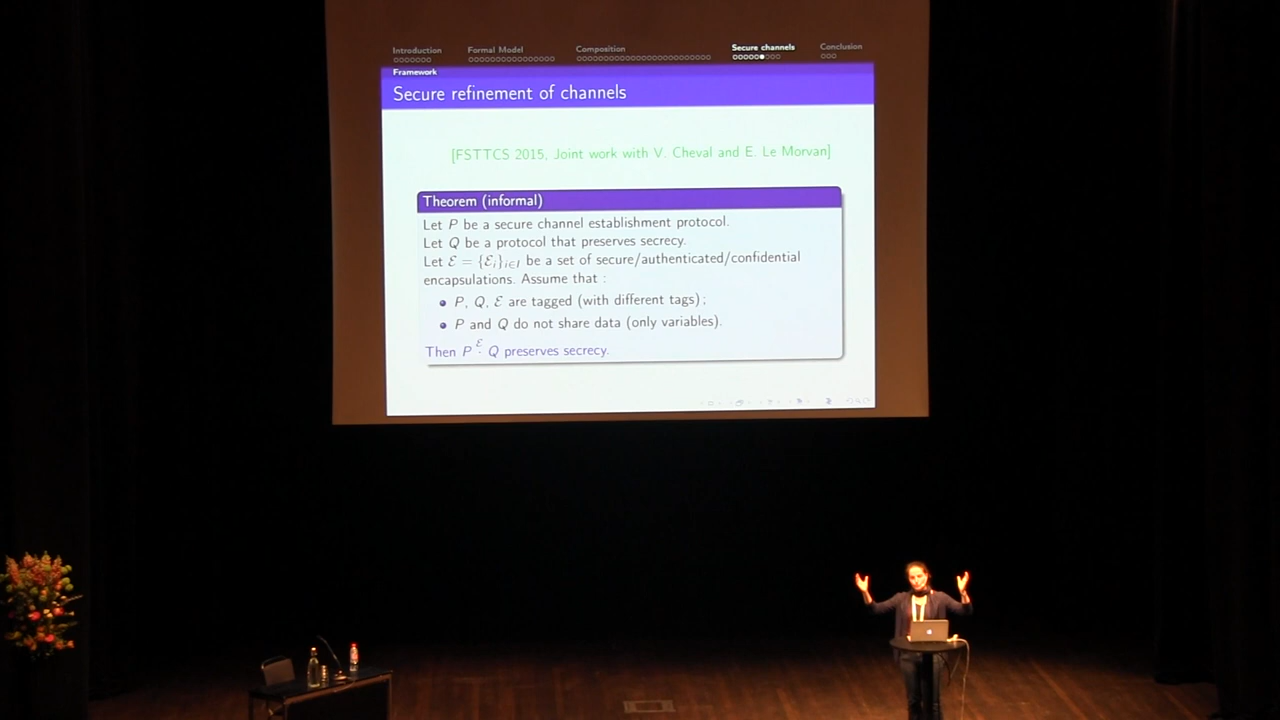 Introduction Formal Model Composition Secure channels Conclusion
Framework
Secure refinement of channels
[FSTTCS 2015, Joint work with V. Cheval and E. Le Morvan]
Theorem (informal)
Let P be a secure channel establishment protocol.
Let Q be a protocol that preserves secrecy.
Let ℰ = {ℰᵢ}ᵢ∈I be a set of secure/authenticated/confidential
encapsulations. Assume that :
P, Q, ℰ are tagged (with different tags) ;
P and Q do not share data (only variables).
Then P ·^ℰ Q preserves secrecy.